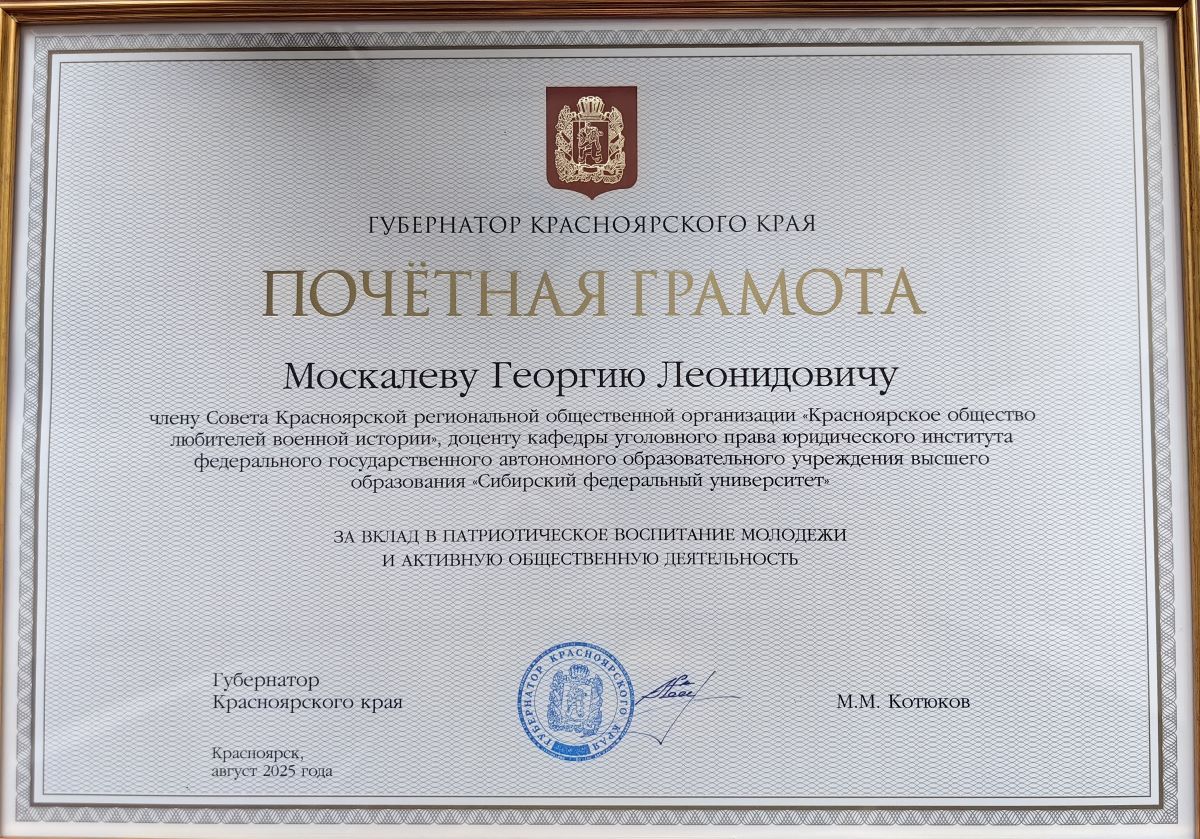 ГУБЕРНАТОР КРАСНОЯРСКОГО КРАЯ
ПОЧЁТНАЯ ГРАМОТА
Москалеву Георгию Леонидовичу
члену Совета Красноярской региональной общественной организации «Красноярское общество
любителей военной истории», доценту кафедры уголовного права юридического института
федерального государственного автономного образовательного учреждения высшего
образования «Сибирский федеральный университет»
ЗА ВКЛАД В ПАТРИОТИЧЕСКОЕ ВОСПИТАНИЕ МОЛОДЕЖИ
И АКТИВНУЮ ОБЩЕСТВЕННУЮ ДЕЯТЕЛЬНОСТЬ
Губернатор
Красноярского края
ГУБЕРНАТОР КРАСНОЯРСКОГО КРАЯ
М.М. Котюков
Красноярск,
август 2025 года